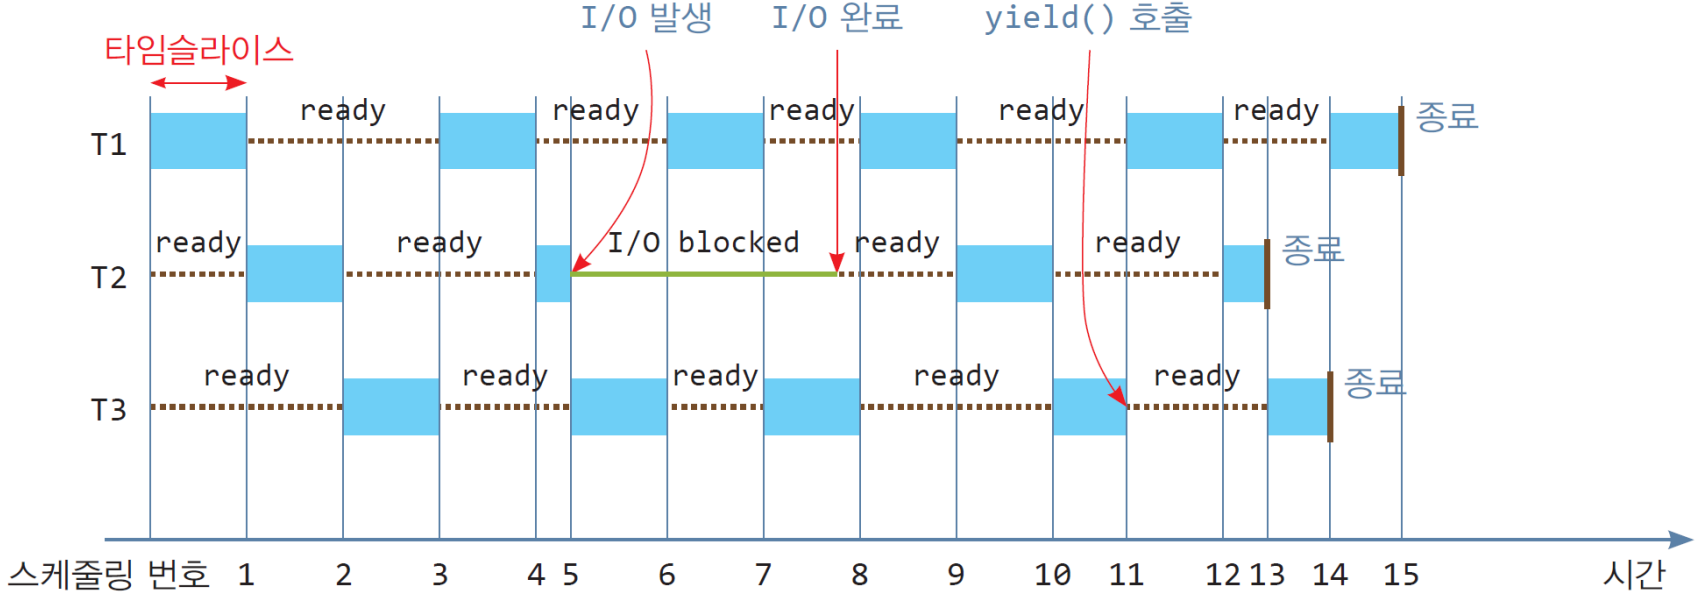 I/O 발생 I/O 완료 yield() 호출
타임슬라이스
ready ready ready ready ready
T1 종료
ready ready I/O blocked ready ready
T2 종료
ready ready ready ready ready
T3 종료
스케줄링 번호 1 2 3 4 5 6 7 8 9 10 11 12 13 14 15 시간